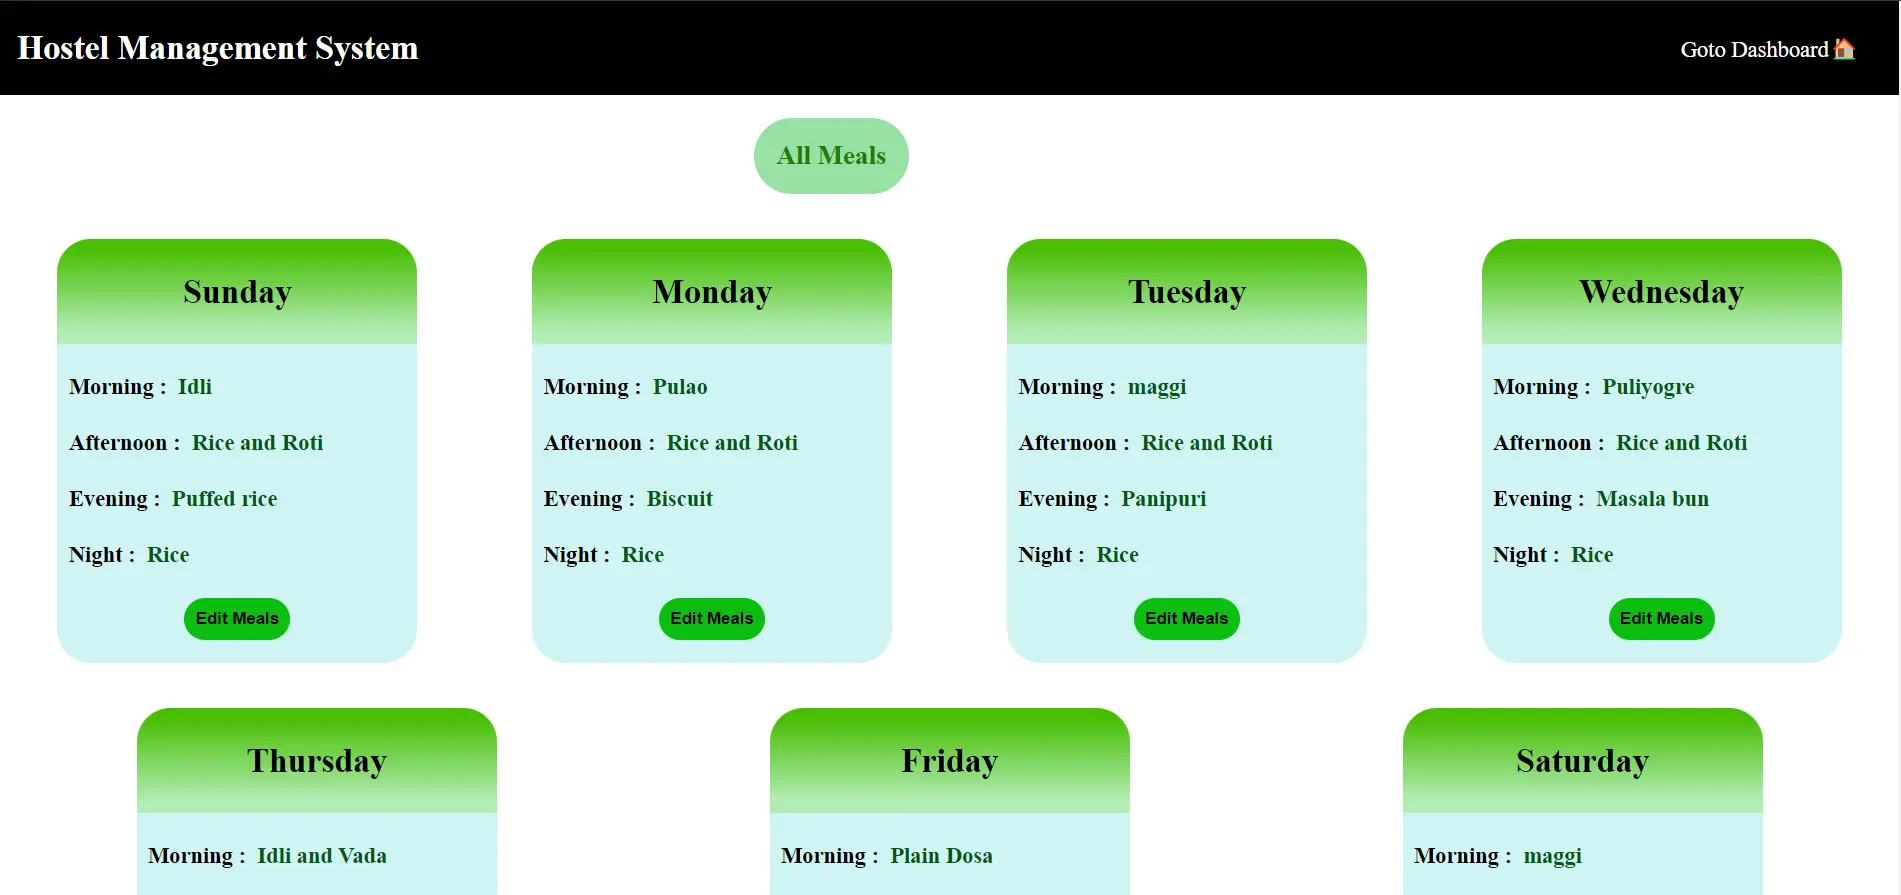 Hostel Management System
Goto Dashboard
All Meals
Sunday
Morning : Idli
Afternoon : Rice and Roti
Evening : Puffed rice
Night : Rice
Edit Meals
Monday
Morning : Pulao
Afternoon : Rice and Roti
Evening : Biscuit
Night : Rice
Edit Meals
Tuesday
Morning : maggi
Afternoon : Rice and Roti
Evening : Panipuri
Night : Rice
Edit Meals
Wednesday
Morning : Puliyogre
Afternoon : Rice and Roti
Evening : Masala bun
Night : Rice
Edit Meals
Thursday
Morning : Idli and Vada
Friday
Morning : Plain Dosa
Saturday
Morning : maggi